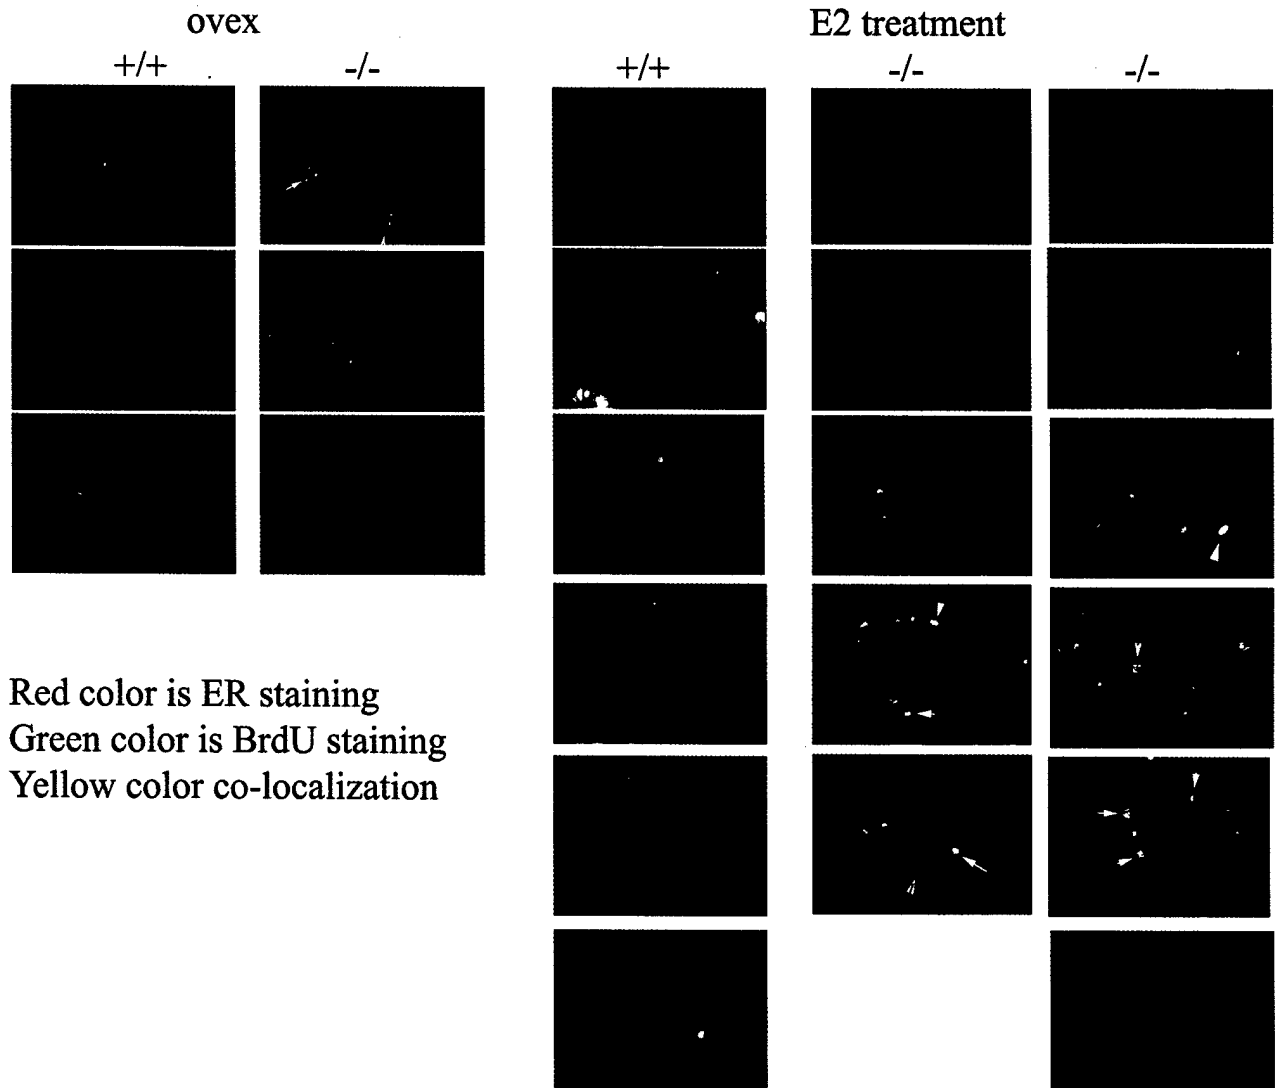 ovex
E2 treatment
+/+
-/-
+/+
-/-
-/-
Red color is ER staining
Green color is BrdU staining
Yellow color co-localization